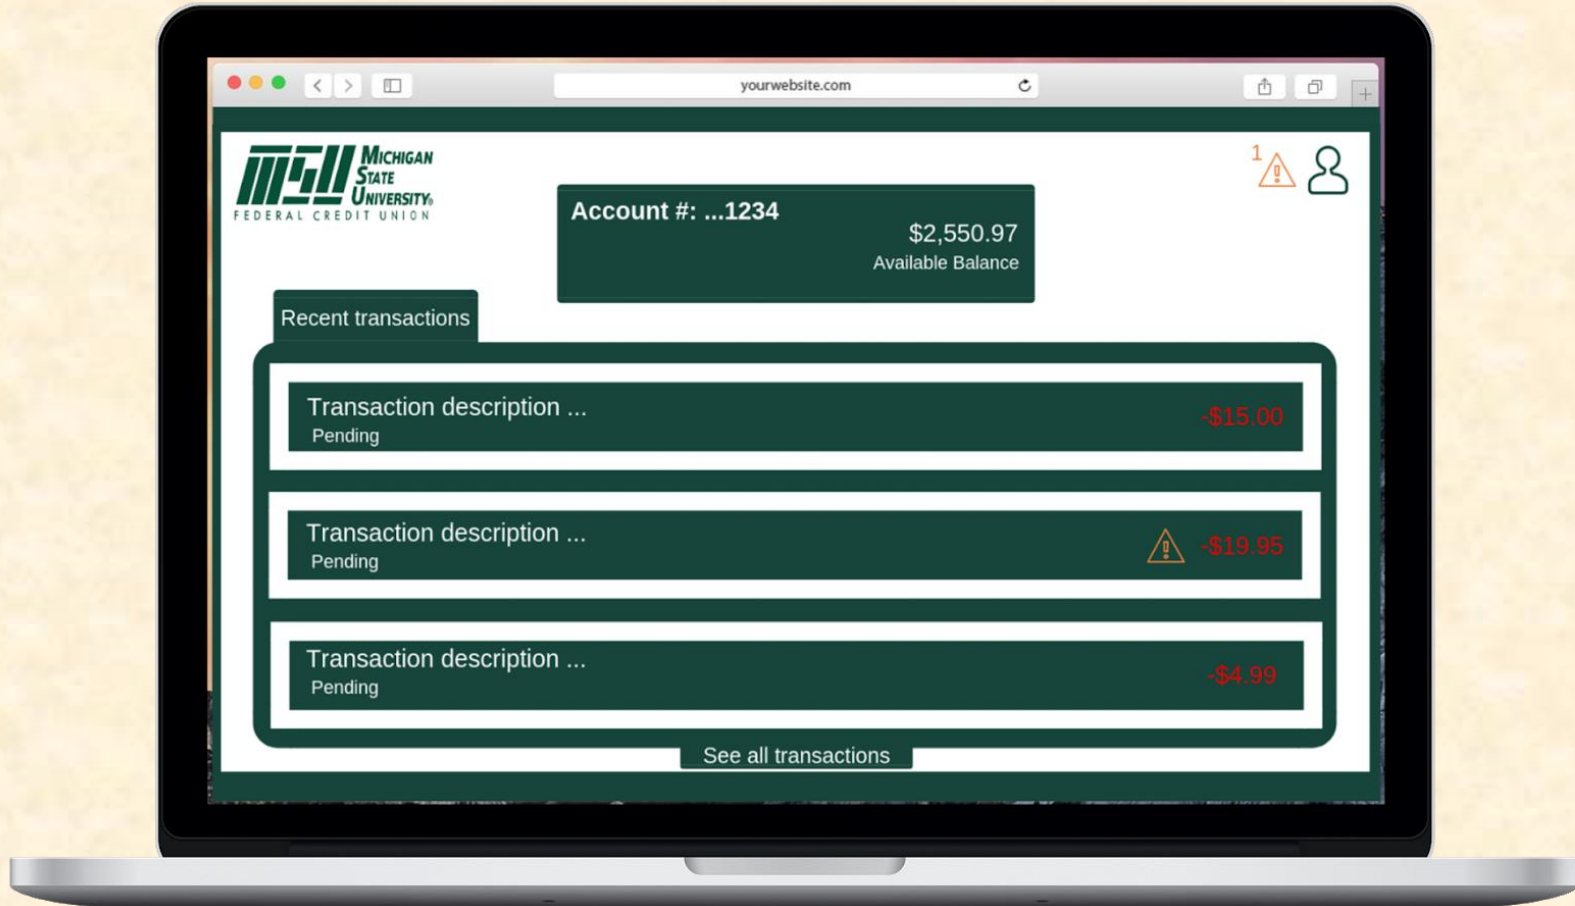 yourwebsite.com
MSU
MICHIGAN
STATE
UNIVERSITY®
FEDERAL CREDIT UNION
1
Account #: ...1234
$2,550.97
Available Balance
Recent transactions
Transaction description ...
-$15.00
Pending
Transaction description ...
-$19.95
Pending
Transaction description ...
-$4.99
Pending
See all transactions